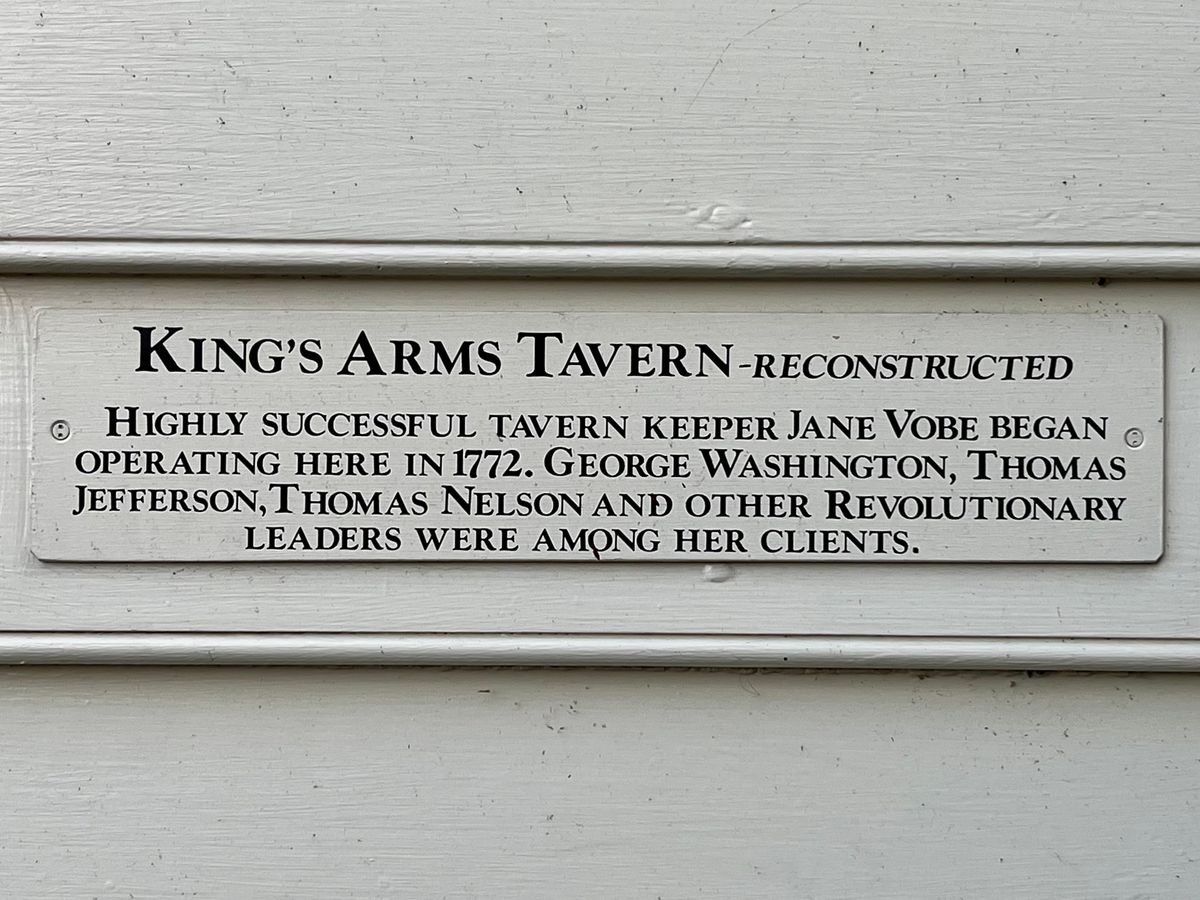 King's Arms Tavern -RECONSTRUCTED
Highly successful tavern keeper Jane Vobe began
operating here in 1772. George Washington, Thomas
Jefferson, Thomas Nelson and other Revolutionary
leaders were among her clients.